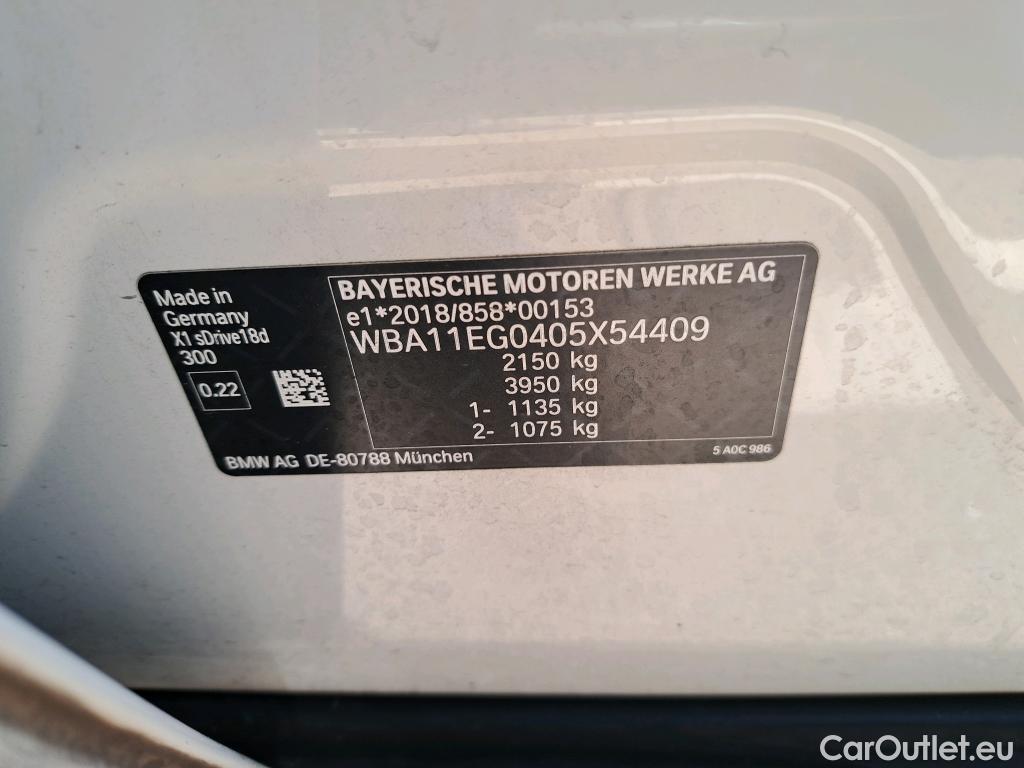 Made in
Germany
X1 sDrive18d
300
0.22
BAYERISCHE MOTOREN WERKE AG
e1*2018/858*00153
WBA11EG0405X54409
2150 kg
3950 kg
1- 1135 kg
2- 1075 kg
BMW AG DE-80788 München
5 A0C 986
CarOutlet.eu